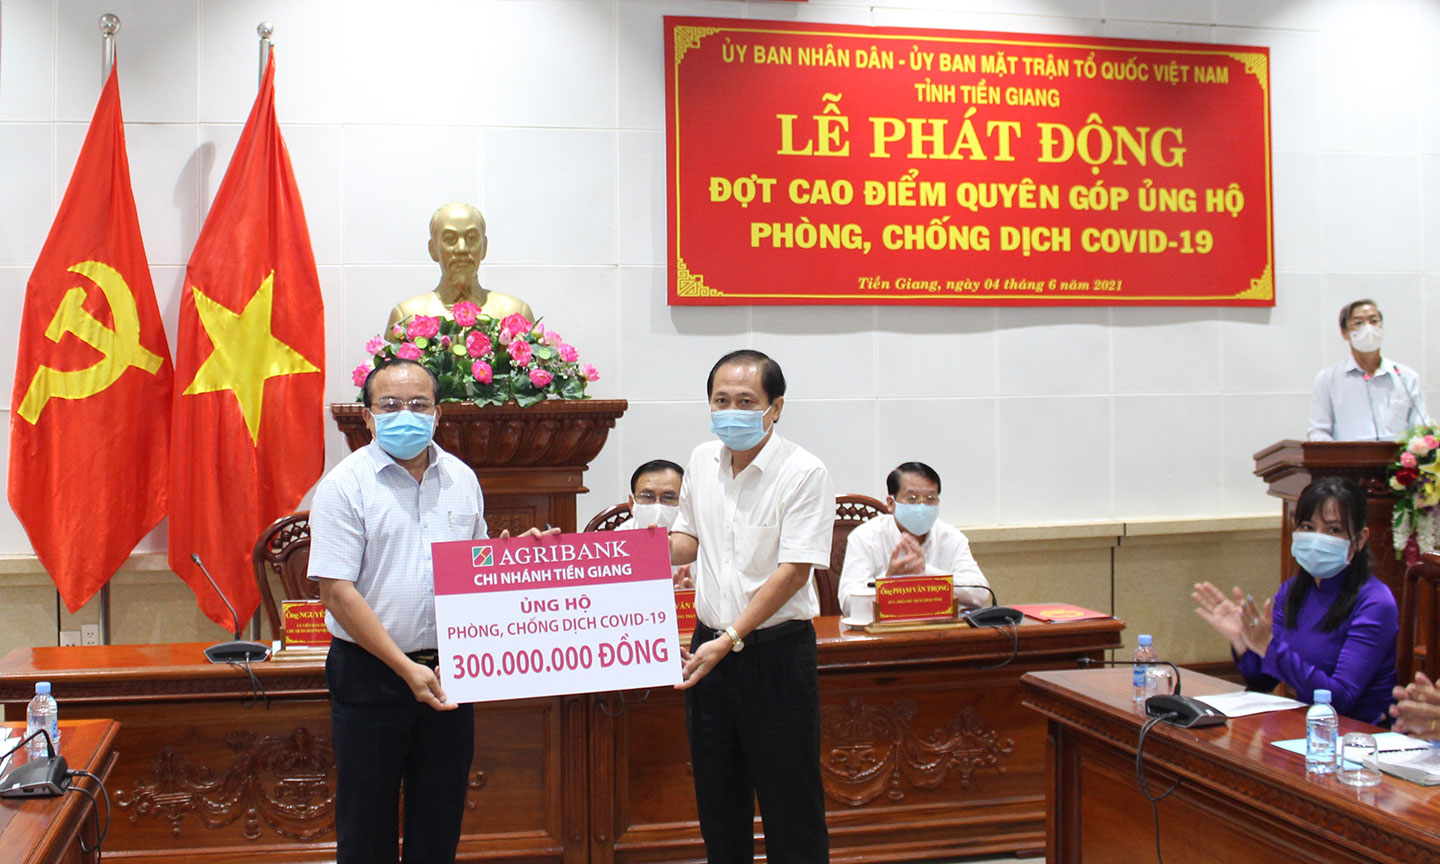 ỦY BAN NHÂN DÂN - ỦY BAN MẶT TRẬN TỔ QUỐC VIỆT NAM
TỈNH TIỀN GIANG
LỄ PHÁT ĐỘNG
ĐỢT CAO ĐIỂM QUYÊN GÓP ỦNG HỘ
PHÒNG, CHỐNG DỊCH COVID-19
Tiền Giang, ngày 04 tháng 6 năm 2021
AGRIBANK
CHI NHÁNH TIỀN GIANG
ỦNG HỘ
PHÒNG, CHỐNG DỊCH COVID-19
300.000.000 ĐỒNG
Ông NGUYỄN
Ông PHẠM VĂN TRỌNG